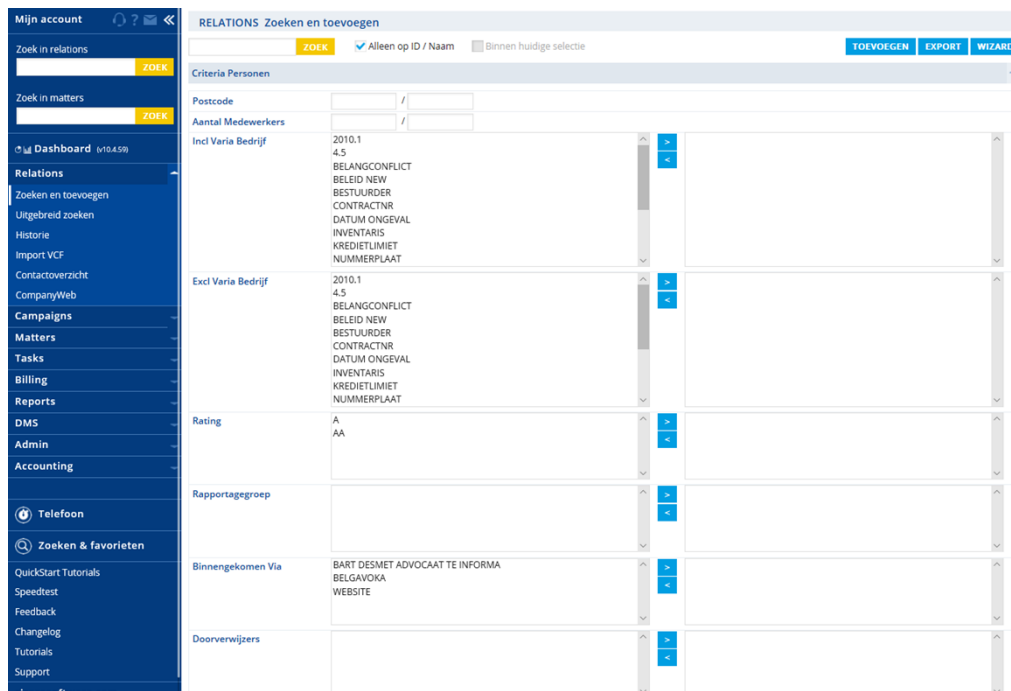 Mijn account ? «
Zoek in relations
ZOEK
Zoek in matters
ZOEK
Dashboard (v10.4.59)
Relations
Zoeken en toevoegen
Uitgebreid zoeken
Historie
Import VCF
Contactoverzicht
CompanyWeb
Campaigns
Matters
Tasks
Billing
Reports
DMS
Admin
Accounting
Telefoon
Zoeken & favorieten
QuickStart Tutorials
Speedtest
Feedback
Changelog
Tutorials
Support
RELATIONS Zoeken en toevoegen
ZOEK Alleen op ID / Naam Binnen huidige selectie TOEVOEGEN EXPORT WIZARD
Criteria Personen
Postcode /
Aantal Medewerkers /
Incl Varia Bedrijf
2010.1
4.5
BELANGCONFLICT
BELEID NEW
BESTUURDER
CONTRACTNR
DATUM ONGEVAL
INVENTARIS
KREDIETLIMIET
NUMMERPLAAT
>
<
Excl Varia Bedrijf
2010.1
4.5
BELANGCONFLICT
BELEID NEW
BESTUURDER
CONTRACTNR
DATUM ONGEVAL
INVENTARIS
KREDIETLIMIET
NUMMERPLAAT
>
<
Rating
A
AA
>
<
Rapportagegroep
>
<
Binnengekomen Via
BART DESMET ADVOCAAT TE INFORMA
BELGAVOKA
WEBSITE
>
<
Doorverwijzers
>
<